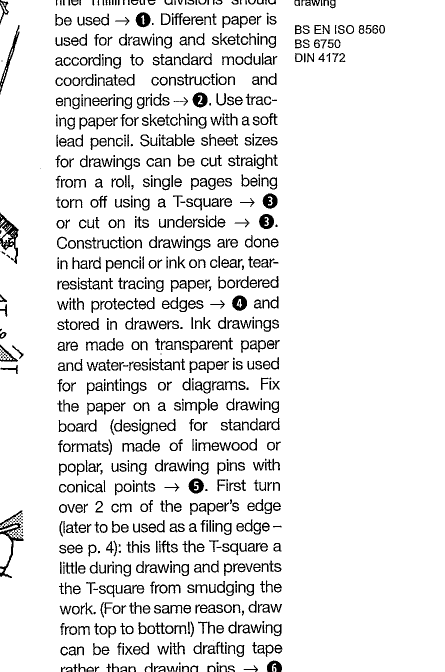 finer millimetre divisions should
be used → ❶. Different paper is
used for drawing and sketching
according to standard modular
coordinated construction and
engineering grids → ❷. Use trac-
ing paper for sketching with a soft
lead pencil. Suitable sheet sizes
for drawings can be cut straight
from a roll, single pages being
torn off using a T-square → ❸
or cut on its underside → ❸.
Construction drawings are done
in hard pencil or ink on clear, tear-
resistant tracing paper, bordered
with protected edges → ❹ and
stored in drawers. Ink drawings
are made on transparent paper
and water-resistant paper is used
for paintings or diagrams. Fix
the paper on a simple drawing
board (designed for standard
formats) made of limewood or
poplar, using drawing pins with
conical points → ❺. First turn
over 2 cm of the paper's edge
(later to be used as a filing edge –
see p. 4): this lifts the T-square a
little during drawing and prevents
the T-square from smudging the
work. (For the same reason, draw
from top to bottom!) The drawing
can be fixed with drafting tape
rather than drawing pins → ❻
drawing
BS EN ISO 8560
BS 6750
DIN 4172